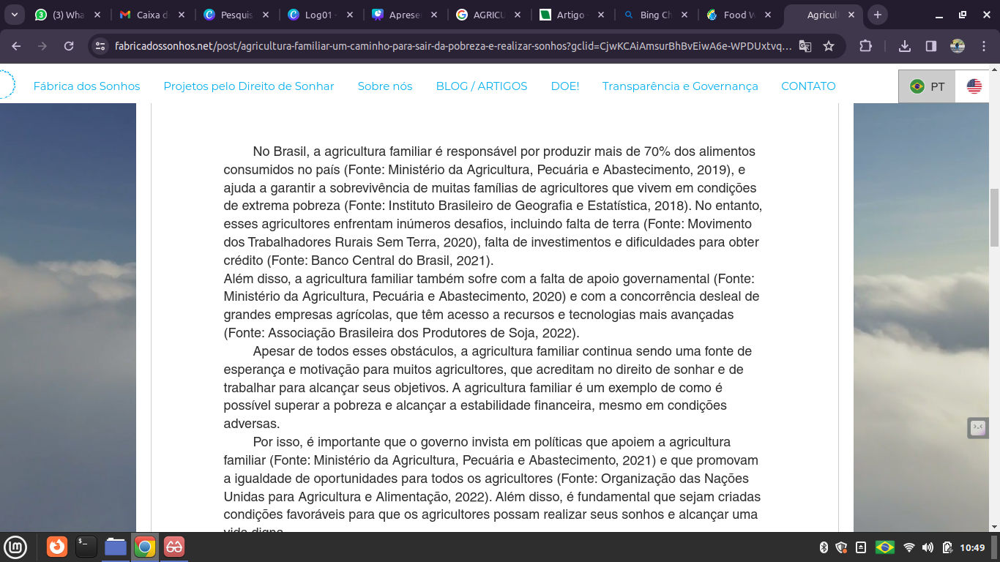 (3) Wha
Caixa d
Pesquis
Log01 -
Aprese
AGRICU
Artigo -
Bing Ch
Food W
Agricul
fabricadossonhos.net/post/agricultura-familiar-um-caminho-para-sair-da-pobreza-e-realizar-sonhos?gclid=CjwKCAiAmsurBhBvEiwA6e-WPDUxtvq...
Fábrica dos Sonhos
Projetos pelo Direito de Sonhar
Sobre nós
BLOG / ARTIGOS
DOE!
Transparência e Governança
CONTATO
PT
No Brasil, a agricultura familiar é responsável por produzir mais de 70% dos alimentos
consumidos no país (Fonte: Ministério da Agricultura, Pecuária e Abastecimento, 2019), e
ajuda a garantir a sobrevivência de muitas famílias de agricultores que vivem em condições
de extrema pobreza (Fonte: Instituto Brasileiro de Geografia e Estatística, 2018). No entanto,
esses agricultores enfrentam inúmeros desafios, incluindo falta de terra (Fonte: Movimento
dos Trabalhadores Rurais Sem Terra, 2020), falta de investimentos e dificuldades para obter
crédito (Fonte: Banco Central do Brasil, 2021).
Além disso, a agricultura familiar também sofre com a falta de apoio governamental (Fonte:
Ministério da Agricultura, Pecuária e Abastecimento, 2020) e com a concorrência desleal de
grandes empresas agrícolas, que têm acesso a recursos e tecnologias mais avançadas
(Fonte: Associação Brasileira dos Produtores de Soja, 2022).
Apesar de todos esses obstáculos, a agricultura familiar continua sendo uma fonte de
esperança e motivação para muitos agricultores, que acreditam no direito de sonhar e de
trabalhar para alcançar seus objetivos. A agricultura familiar é um exemplo de como é
possível superar a pobreza e alcançar a estabilidade financeira, mesmo em condições
adversas.
Por isso, é importante que o governo invista em políticas que apoiem a agricultura
familiar (Fonte: Ministério da Agricultura, Pecuária e Abastecimento, 2021) e que promovam
a igualdade de oportunidades para todos os agricultores (Fonte: Organização das Nações
Unidas para Agricultura e Alimentação, 2022). Além disso, é fundamental que sejam criadas
condições favoráveis para que os agricultores possam realizar seus sonhos e alcançar uma
vida digna
10:49